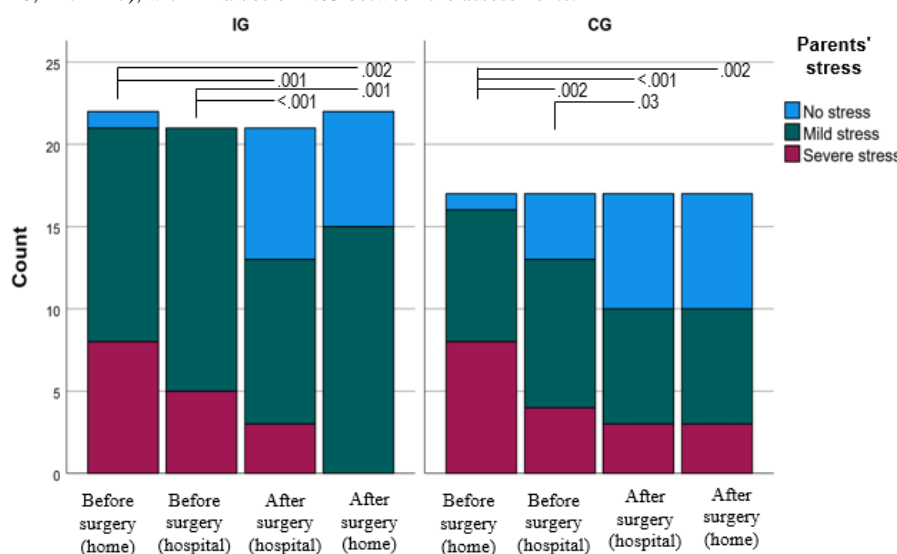 IG
CG
Parents'
stress
No stress
Mild stress
Severe stress
Count
25
20
15
10
5
0
.002
.001
.001
<.001
.002
<.001
.002
.03
Before
surgery
(home)
Before
surgery
(hospital)
After
surgery
(hospital)
After
surgery
(home)
Before
surgery
(home)
Before
surgery
(hospital)
After
surgery
(hospital)
After
surgery
(home)